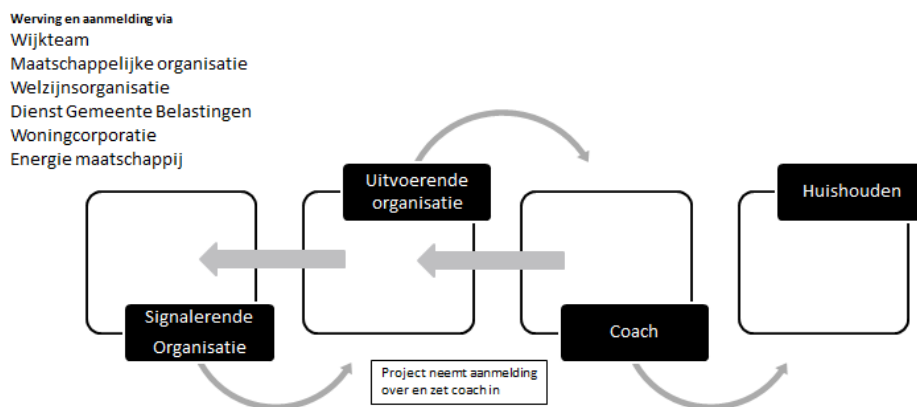 Werving en aanmelding via
Wijkteam
Maatschappelijke organisatie
Welzijnsorganisatie
Dienst Gemeente Belastingen
Woningcorporatie
Energie maatschappij
Uitvoerende
organisatie
Huishouden
Signalerende
Organisatie
Coach
Project neemt aanmelding
over en zet coach in